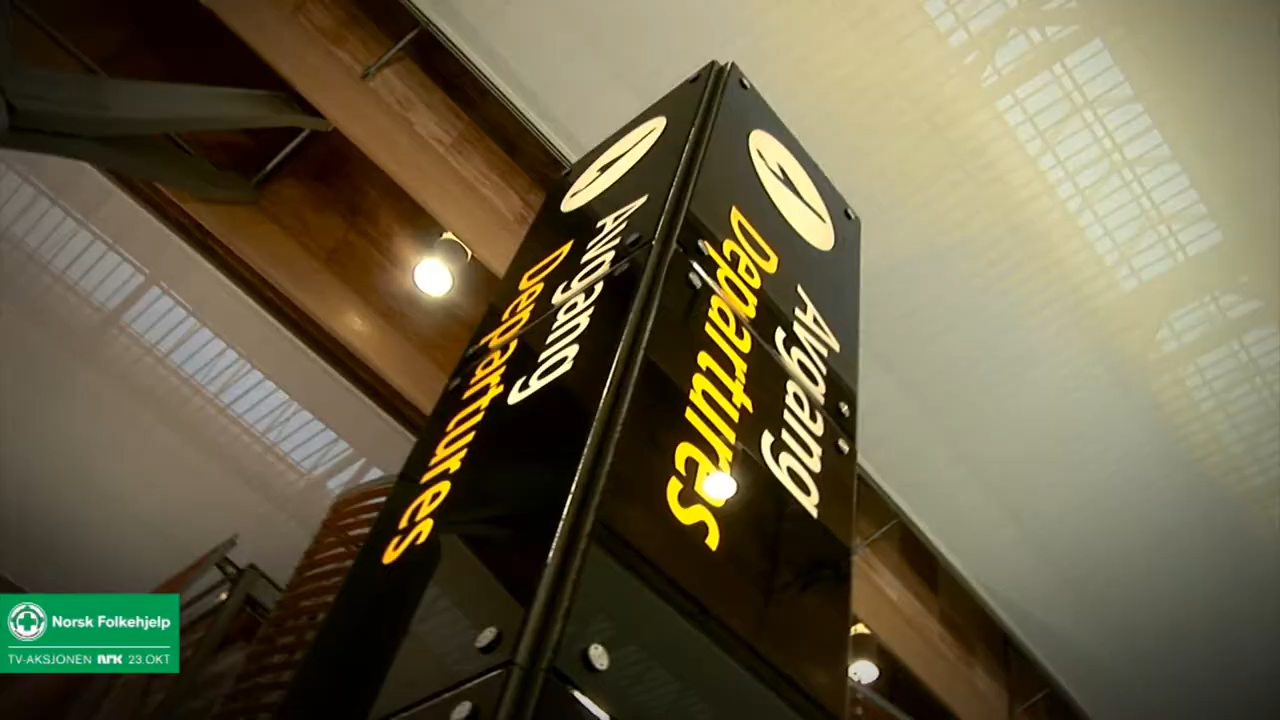 Avgang
Departures
Avgang
Departures
Norsk Folkehjelp
TV-AKSJONEN NRK 23.OKT